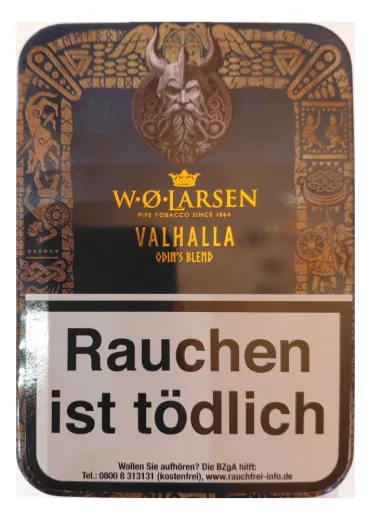 W·Ø·LARSEN
PIPE TOBACCO SINCE 1864
VALHALLA
ODIN'S BLEND
Rauchen
ist tödlich
Wollen Sie aufhören? Die BZgA hilft:
Tel.: 0800 8 313131 (kostenfrei), www.rauchfrei-info.de